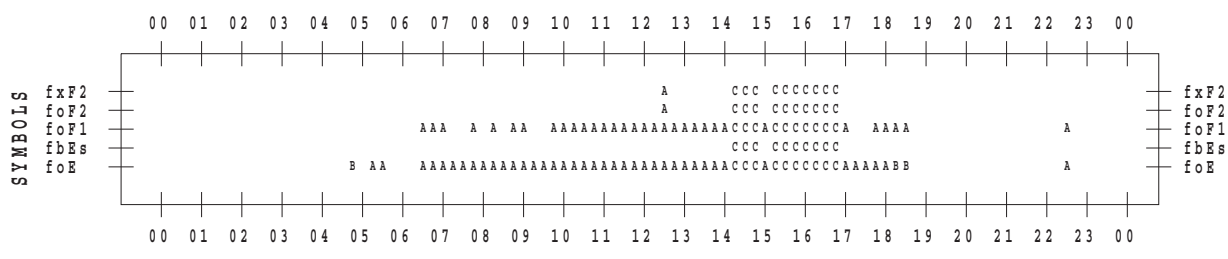 00 01 02 03 04 05 06 07 08 09 10 11 12 13 14 15 16 17 18 19 20 21 22 23 00
SYMBOLS
fxF2 A CCC CCCCCCC fxF2
foF2 A CCC CCCCCCC foF2
foF1 AAA A A AA AAAAAAAAAAAAAAAAAACCCACCCCCCCA AAAA A foF1
fbEs CCC CCCCCCC fbEs
foE B AA AAAAAAAAAAAAAAAAAAAAAAAAAAAAAAACCCACCCCCCCAAAAABB A foE
00 01 02 03 04 05 06 07 08 09 10 11 12 13 14 15 16 17 18 19 20 21 22 23 00